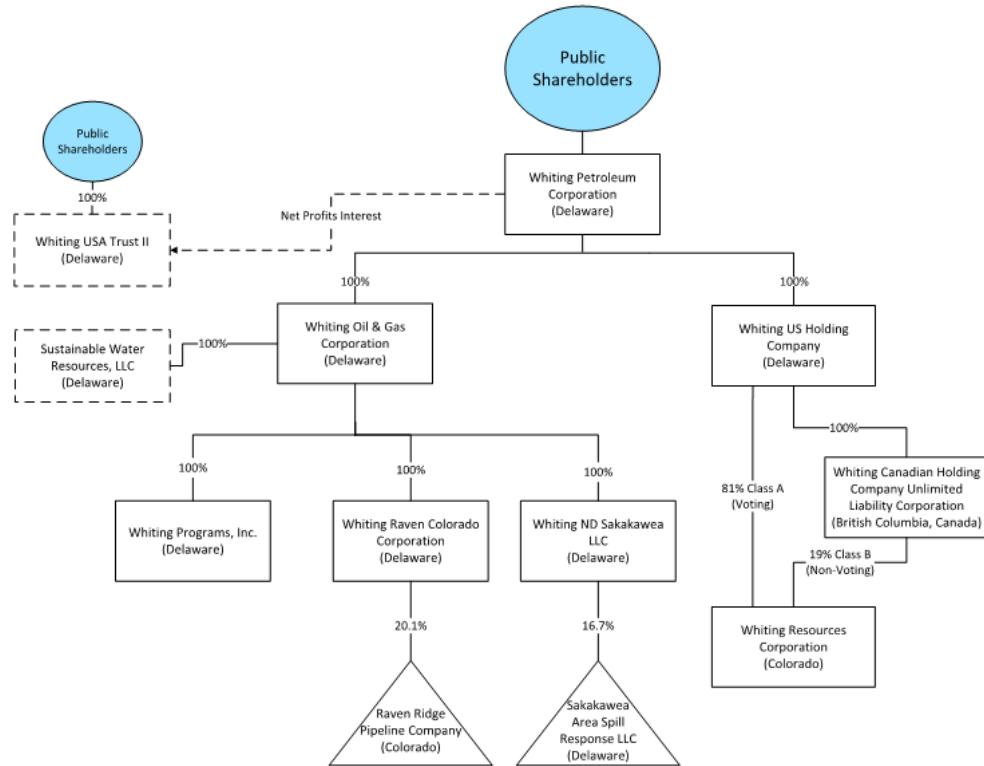 Public
Shareholders
Public
Shareholders
100%
Whiting USA Trust II
(Delaware)
Net Profits Interest
Whiting Petroleum
Corporation
(Delaware)
100%
100%
Whiting Oil & Gas
Corporation
(Delaware)
100%
Sustainable Water
Resources, LLC
(Delaware)
Whiting US Holding
Company
(Delaware)
100%
100%
100%
100%
Whiting Programs, Inc.
(Delaware)
Whiting Raven Colorado
Corporation
(Delaware)
Whiting ND Sakakawea
LLC
(Delaware)
81% Class A
(Voting)
Whiting Canadian Holding
Company Unlimited
Liability Corporation
(British Columbia, Canada)
19% Class B
(Non-Voting)
20.1%
16.7%
Whiting Resources
Corporation
(Colorado)
Raven Ridge
Pipeline Company
(Colorado)
Sakakawea
Area Spill
Response LLC
(Delaware)